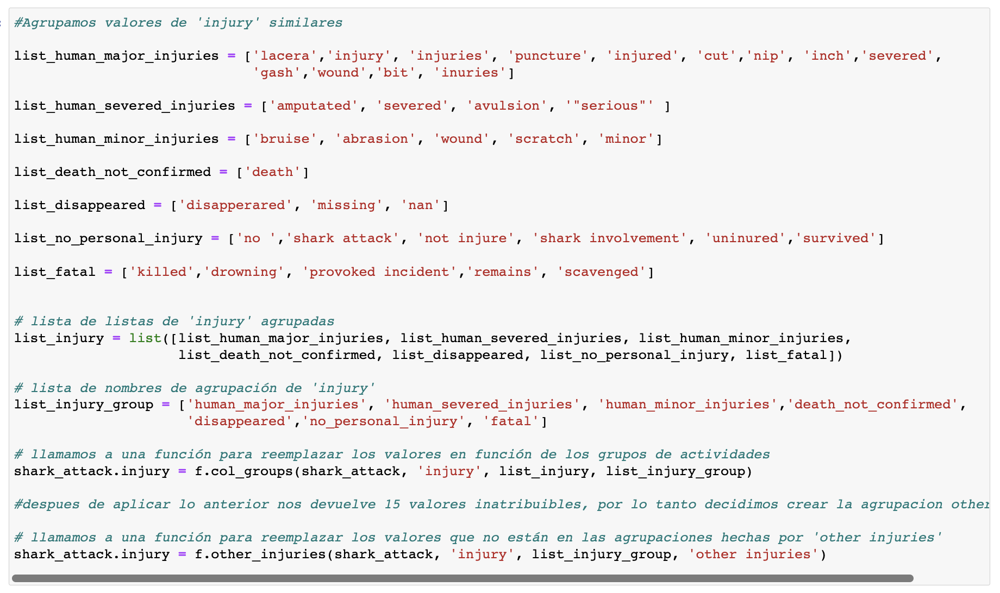 #Agrupamos valores de 'injury' similares
list_human_major_injuries = ['lacera','injury', 'injuries', 'puncture', 'injured', 'cut','nip', 'inch','severed',
'gash','wound','bit', 'inuries']
list_human_severed_injuries = ['amputated', 'severed', 'avulsion', '"serious"' ]
list_human_minor_injuries = ['bruise', 'abrasion', 'wound', 'scratch', 'minor']
list_death_not_confirmed = ['death']
list_disappeared = ['disapperared', 'missing', 'nan']
list_no_personal_injury = ['no ','shark attack', 'not injure', 'shark involvement', 'uninured','survived']
list_fatal = ['killed','drowning', 'provoked incident','remains', 'scavenged']
# lista de listas de 'injury' agrupadas
list_injury = list([list_human_major_injuries, list_human_severed_injuries, list_human_minor_injuries,
list_death_not_confirmed, list_disappeared, list_no_personal_injury, list_fatal])
# lista de nombres de agrupación de 'injury'
list_injury_group = ['human_major_injuries', 'human_severed_injuries', 'human_minor_injuries','death_not_confirmed',
'disappeared','no_personal_injury', 'fatal']
# llamamos a una función para reemplazar los valores en función de los grupos de actividades
shark_attack.injury = f.col_groups(shark_attack, 'injury', list_injury, list_injury_group)
#despues de aplicar lo anterior nos devuelve 15 valores inatribuibles, por lo tanto decidimos crear la agrupacion other
# llamamos a una función para reemplazar los valores que no están en las agrupaciones hechas por 'other injuries'
shark_attack.injury = f.other_injuries(shark_attack, 'injury', list_injury_group, 'other injuries')